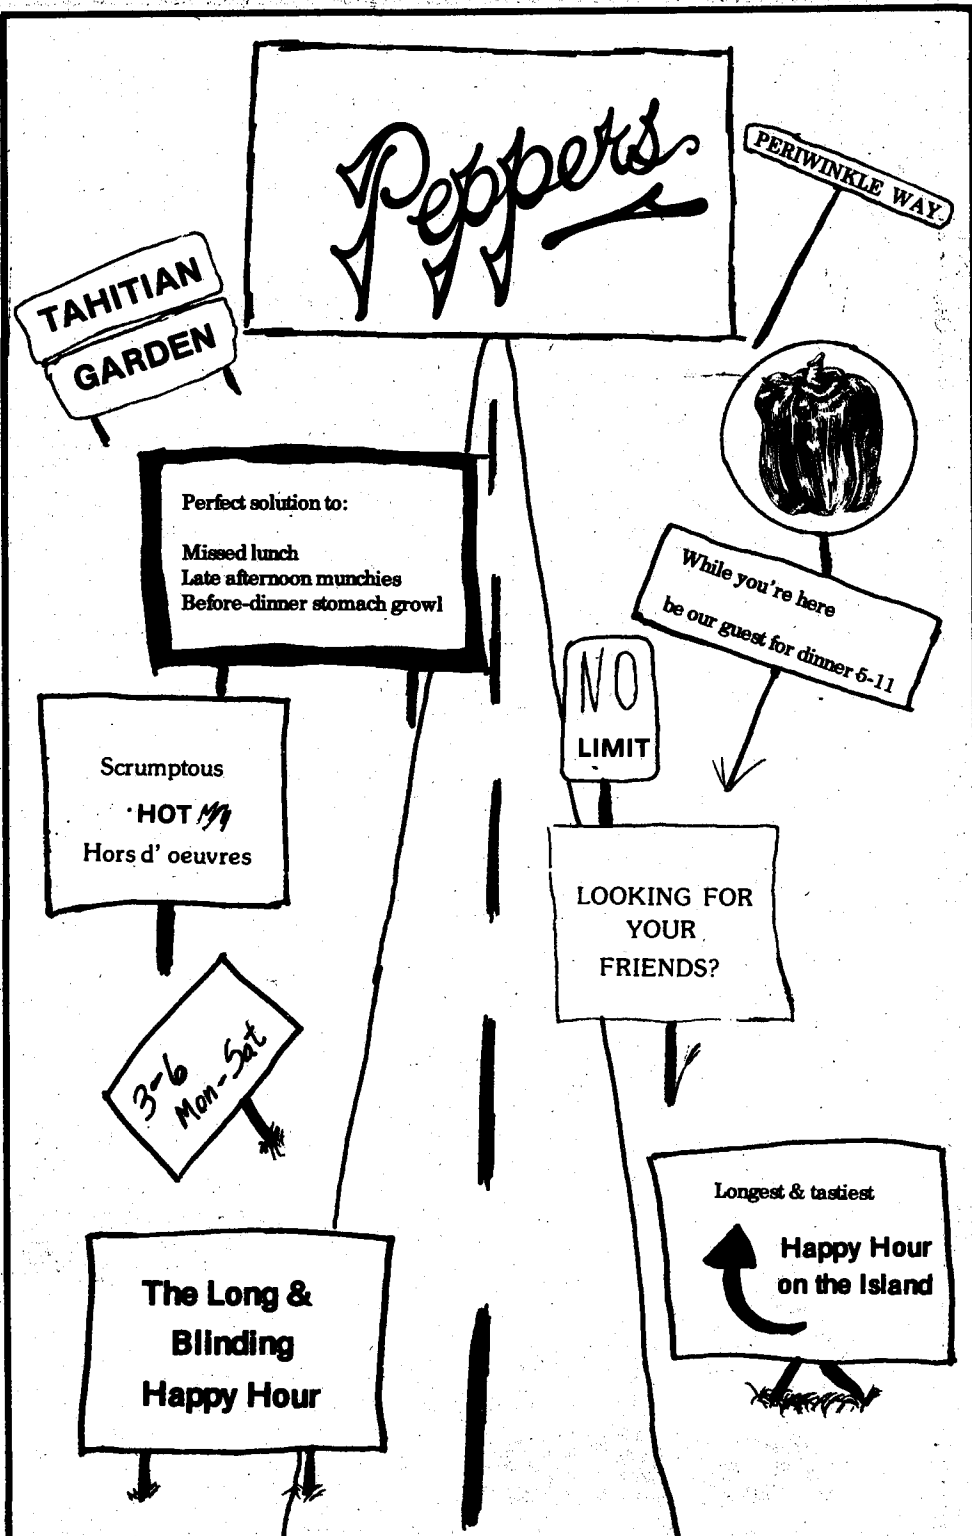 Peppers
PERIWINKLE WAY
TAHITIAN
GARDEN
Perfect solution to:
Missed lunch
Late afternoon munchies
Before-dinner stomach growl
While you're here
be our guest for dinner 5-11
NO
LIMIT
Scrumptous
HOT
Hors d' oeuvres
LOOKING FOR
YOUR
FRIENDS?
3-6
Mon-Sat
Longest & tastiest
Happy Hour
on the Island
The Long &
Blinding
Happy Hour